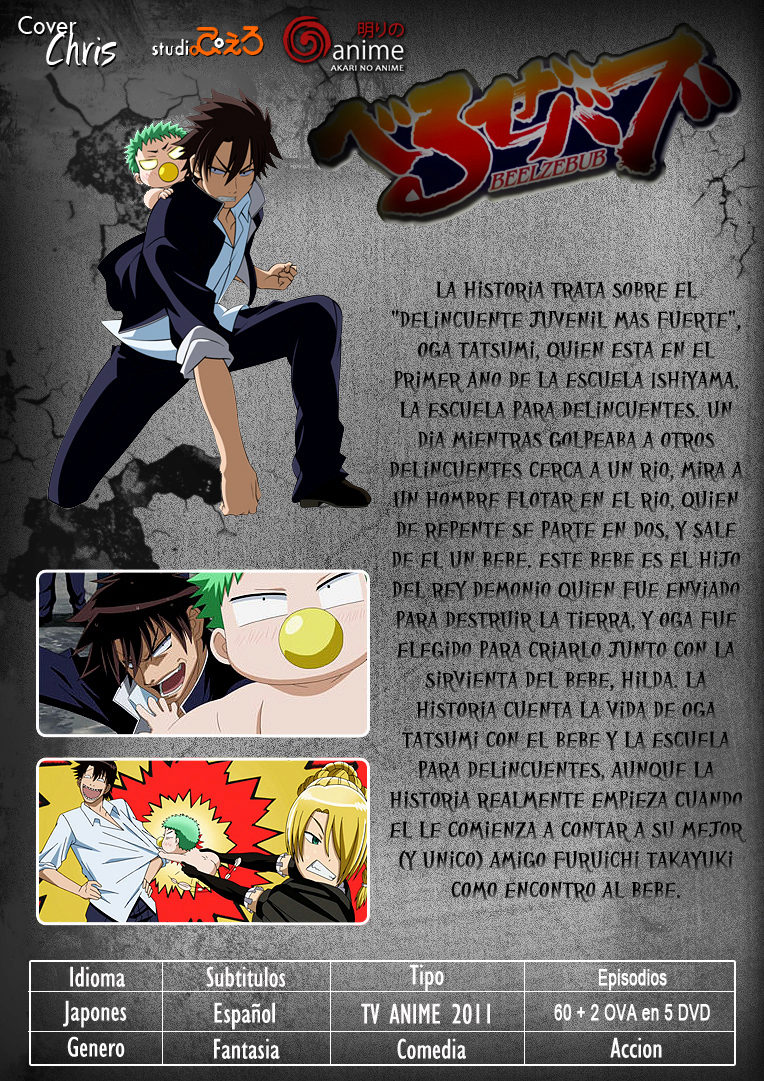 Cover
Chris
studio ぴえろ
明りの
anime
AKARI NO ANIME
べるぜバブ
BEELZEBUB
LA HISTORIA TRATA SOBRE EL
"DELINCUENTE JUVENIL MAS FUERTE",
OGA TATSUMI, QUIEN ESTA EN EL
PRIMER ANO DE LA ESCUELA ISHIYAMA,
LA ESCUELA PARA DELINCUENTES. UN
DIA MIENTRAS GOLPEABA A OTROS
DELINCUENTES CERCA A UN RIO, MIRA A
UN HOMBRE FLOTAR EN EL RIO, QUIEN
DE REPENTE SE PARTE EN DOS, Y SALE
DE EL UN BEBE. ESTE BEBE ES EL HIJO
DEL REY DEMONIO QUIEN FUE ENVIADO
PARA DESTRUIR LA TIERRA, Y OGA FUE
ELEGIDO PARA CRIARLO JUNTO CON LA
SIRVIENTA DEL BEBE, HILDA. LA
HISTORIA CUENTA LA VIDA DE OGA
TATSUMI CON EL BEBE Y LA ESCUELA
PARA DELINCUENTES, AUNQUE LA
HISTORIA REALMENTE EMPIEZA CUANDO
EL LE COMIENZA A CONTAR A SU MEJOR
(Y UNICO) AMIGO FURUICHI TAKAYUKI
COMO ENCONTRO AL BEBE.
Idioma Subtitulos Tipo Episodios
Japones Español TV ANIME 2011 60 + 2 OVA en 5 DVD
Genero Fantasia Comedia Accion